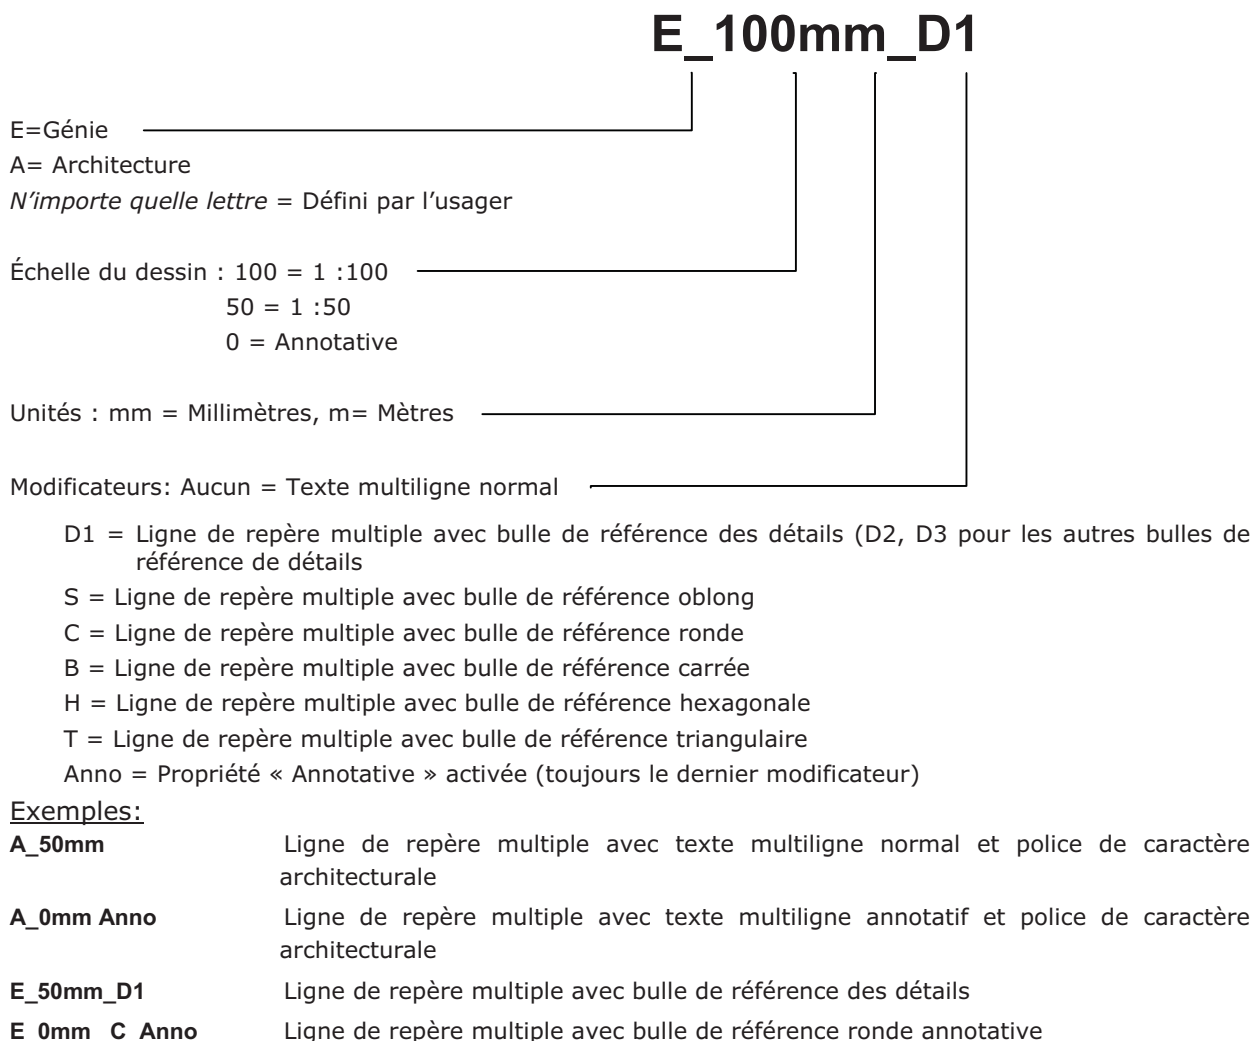 E_100mm_D1
E=Génie
A= Architecture
N’importe quelle lettre = Défini par l’usager
Échelle du dessin : 100 = 1 :100
50 = 1 :50
0 = Annotative
Unités : mm = Millimètres, m= Mètres
Modificateurs: Aucun = Texte multiligne normal
D1 = Ligne de repère multiple avec bulle de référence des détails (D2, D3 pour les autres bulles de
référence de détails
S = Ligne de repère multiple avec bulle de référence oblong
C = Ligne de repère multiple avec bulle de référence ronde
B = Ligne de repère multiple avec bulle de référence carrée
H = Ligne de repère multiple avec bulle de référence hexagonale
T = Ligne de repère multiple avec bulle de référence triangulaire
Anno = Propriété « Annotative » activée (toujours le dernier modificateur)
Exemples:
A_50mm Ligne de repère multiple avec texte multiligne normal et police de caractère
architecturale
A_0mm Anno Ligne de repère multiple avec texte multiligne annotatif et police de caractère
architecturale
E_50mm_D1 Ligne de repère multiple avec bulle de référence des détails
E_0mm_ C_Anno Ligne de repère multiple avec bulle de référence ronde annotative